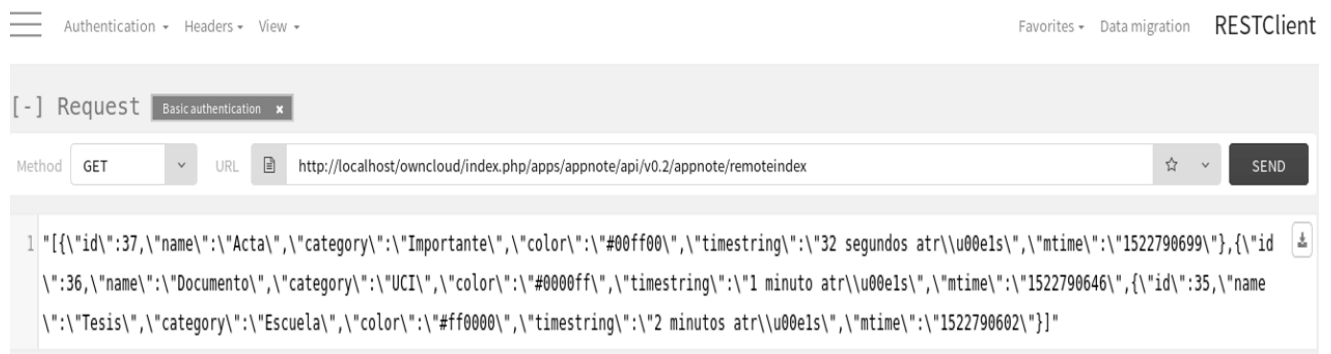 Authentication Headers View Favorites Data migration RESTClient
[-] Request Basic authentication ×
Method GET URL http://localhost/owncloud/index.php/apps/appnote/api/v0.2/appnote/remoteindex SEND
1 "[{\"id\":37,\"name\":\"Acta\",\"category\":\"Importante\",\"color\":\"#00ff00\",\"timestring\":\"32 segundos atr\\u00e1s\",\"mtime\":\"1522790699\"},{\"id
\":36,\"name\":\"Documento\",\"category\":\"UCI\",\"color\":\"#0000ff\",\"timestring\":\"1 minuto atr\\u00e1s\",\"mtime\":\"1522790646\",{\"id\":35,\"name
\":\"Tesis\",\"category\":\"Escuela\",\"color\":\"#ff0000\",\"timestring\":\"2 minutos atr\\u00e1s\",\"mtime\":\"1522790602\"}]"